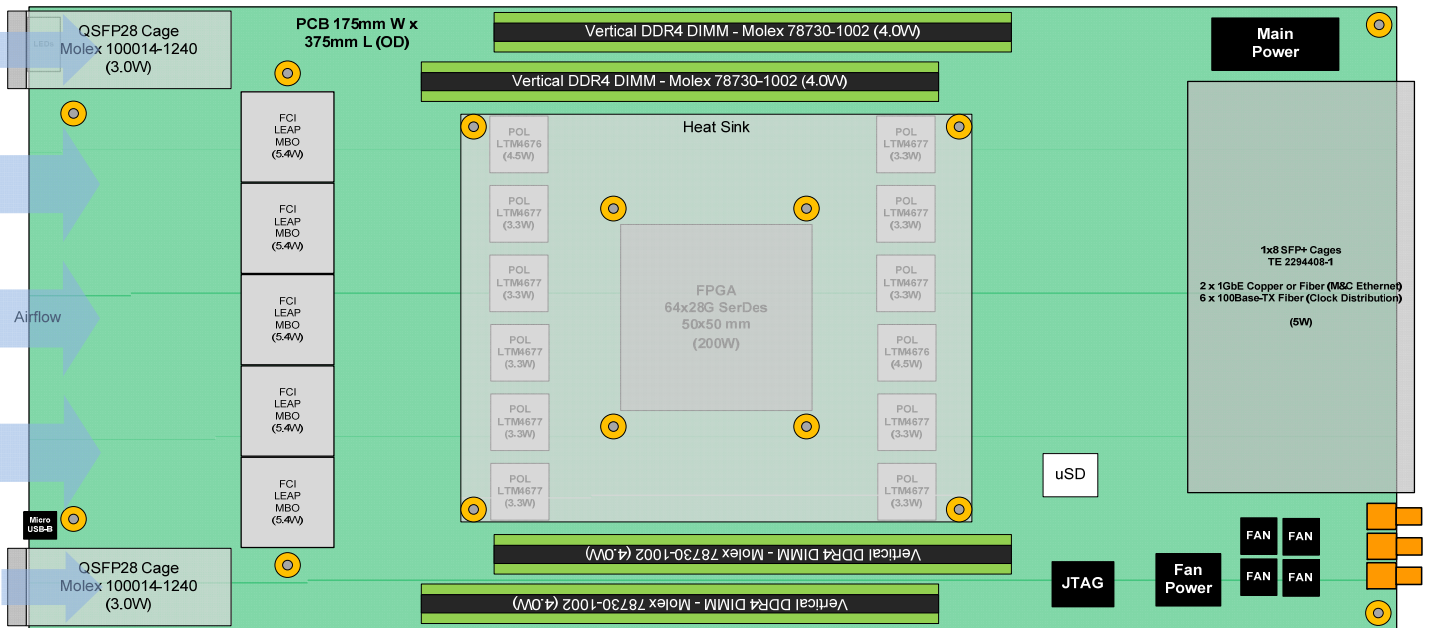 QSFP28 Cage
Molex 100014-1240
(3.0W)
LEDs
PCB 175mm W x
375mm L (OD)
Vertical DDR4 DIMM - Molex 78730-1002 (4.0W)
Vertical DDR4 DIMM - Molex 78730-1002 (4.0W)
Main
Power
FCI
LEAP
MBO
(5.4W)
FCI
LEAP
MBO
(5.4W)
FCI
LEAP
MBO
(5.4W)
FCI
LEAP
MBO
(5.4W)
FCI
LEAP
MBO
(5.4W)
Airflow
Heat Sink
POL
LTM4676
(4.5W)
POL
LTM4677
(3.3W)
POL
LTM4677
(3.3W)
POL
LTM4677
(3.3W)
POL
LTM4677
(3.3W)
POL
LTM4677
(3.3W)
FPGA
64x28G SerDes
50x50 mm
(200W)
POL
LTM4677
(3.3W)
POL
LTM4677
(3.3W)
POL
LTM4677
(3.3W)
POL
LTM4676
(4.5W)
POL
LTM4677
(3.3W)
POL
LTM4677
(3.3W)
1x8 SFP+ Cages
TE 2294408-1
2 x 1GbE Copper or Fiber (M&C Ethernet)
6 x 100Base-TX Fiber (Clock Distribution)
(5W)
uSD
Micro
USB-B
QSFP28 Cage
Molex 100014-1240
(3.0W)
Vertical DDR4 DIMM - Molex 78730-1002 (4.0W)
Vertical DDR4 DIMM - Molex 78730-1002 (4.0W)
JTAG
Fan
Power
FAN
FAN
FAN
FAN